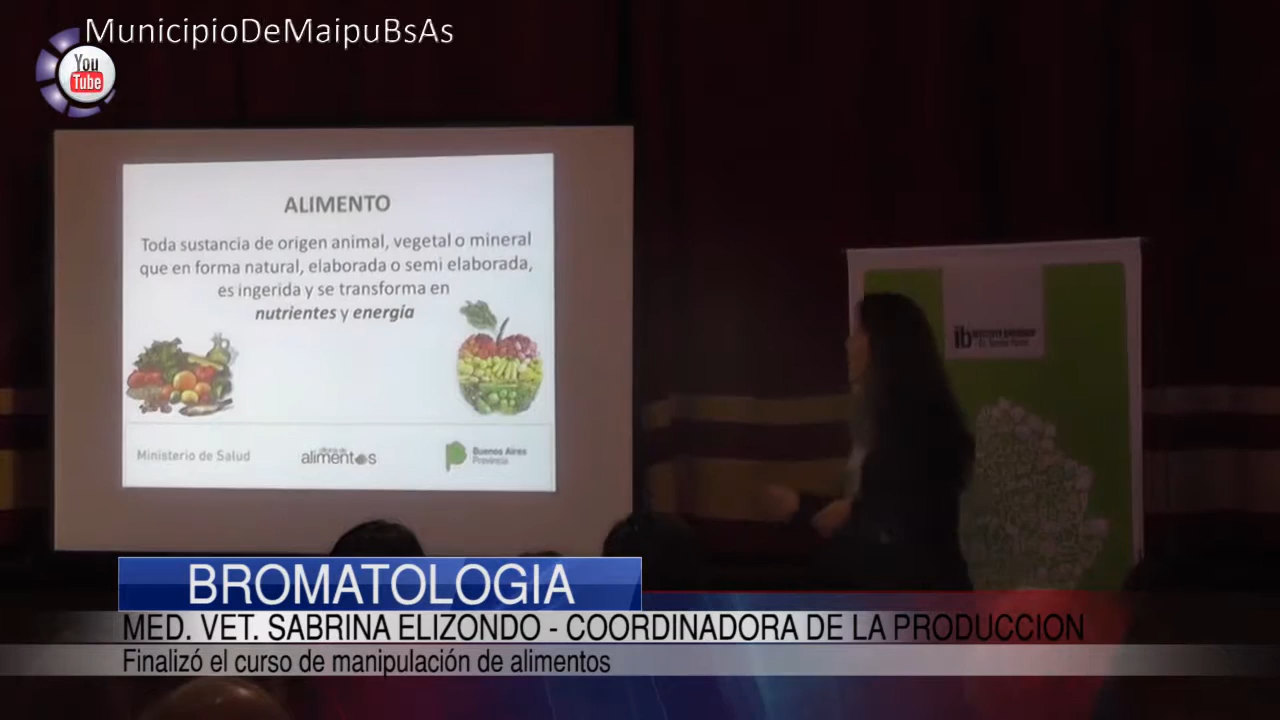 MunicipioDeMaipuBsAs
You
Tube
ALIMENTO
Toda sustancia de origen animal, vegetal o mineral
que en forma natural, elaborada o semi elaborada,
es ingerida y se transforma en
nutrientes y energía
Ministerio de Salud
alimentos
Buenos Aires
Provincia
ib
BROMATOLOGIA
MED. VET. SABRINA ELIZONDO - COORDINADORA DE LA PRODUCCION
Finalizó el curso de manipulación de alimentos